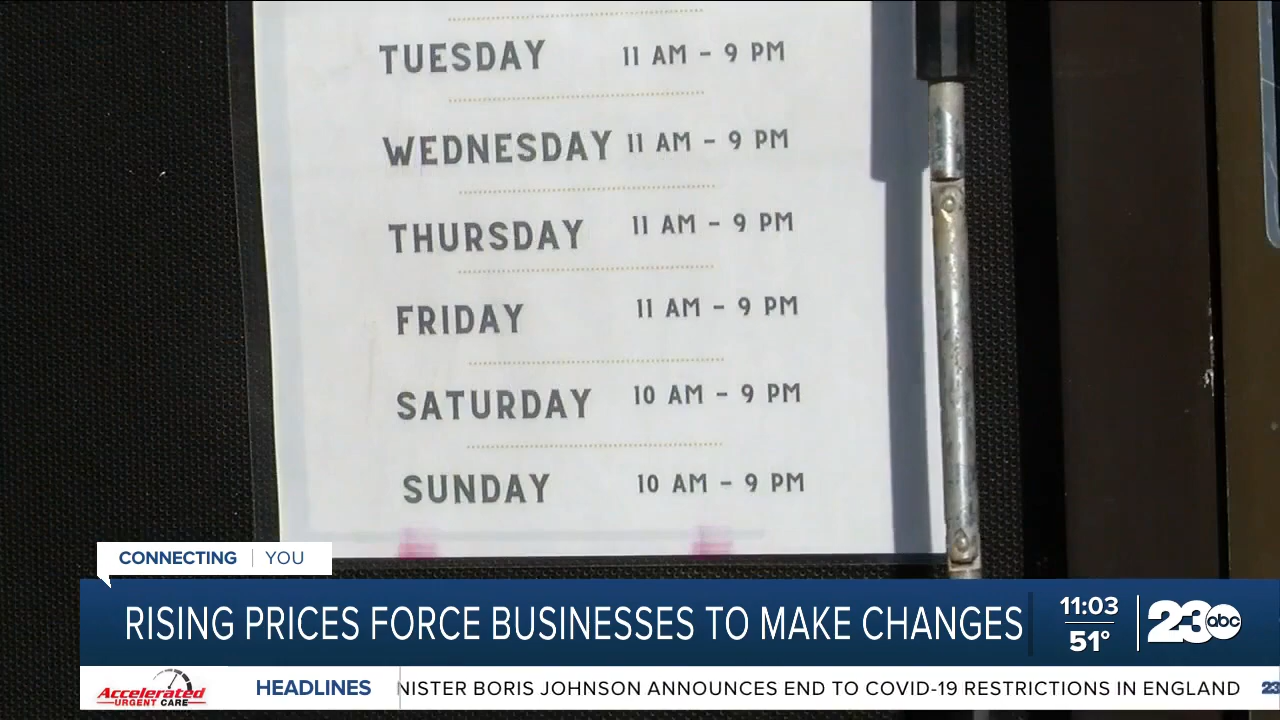 TUESDAY 11 AM - 9 PM
WEDNESDAY 11 AM - 9 PM
THURSDAY 11 AM - 9 PM
FRIDAY 11 AM - 9 PM
SATURDAY 10 AM - 9 PM
SUNDAY 10 AM - 9 PM
CONNECTING | YOU
RISING PRICES FORCE BUSINESSES TO MAKE CHANGES
11:03
51°
23 abc
Accelerated
URGENT CARE
HEADLINES
NISTER BORIS JOHNSON ANNOUNCES END TO COVID-19 RESTRICTIONS IN ENGLAND
23